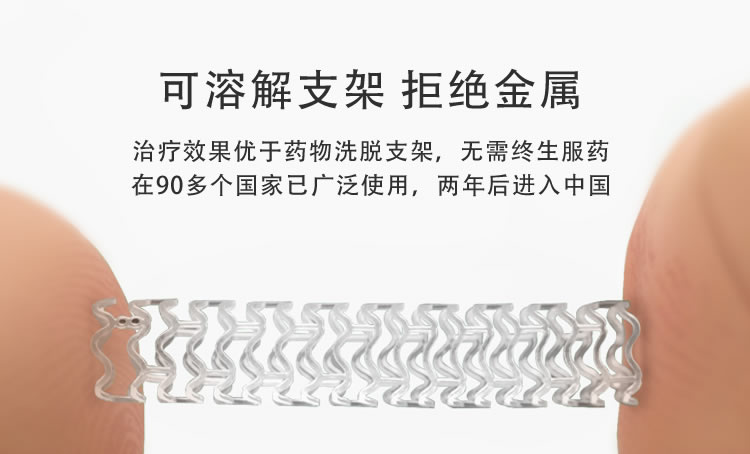 可溶解支架 拒绝金属
治疗效果优于药物洗脱支架，无需终生服药
在90多个国家已广泛使用，两年后进入中国